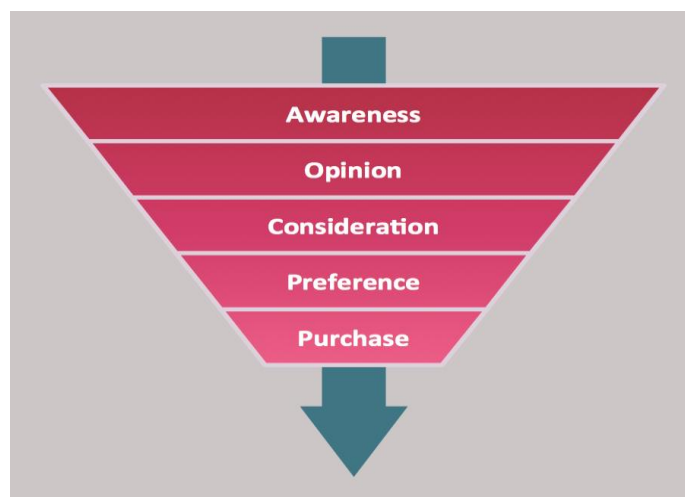 Awareness
Opinion
Consideration
Preference
Purchase